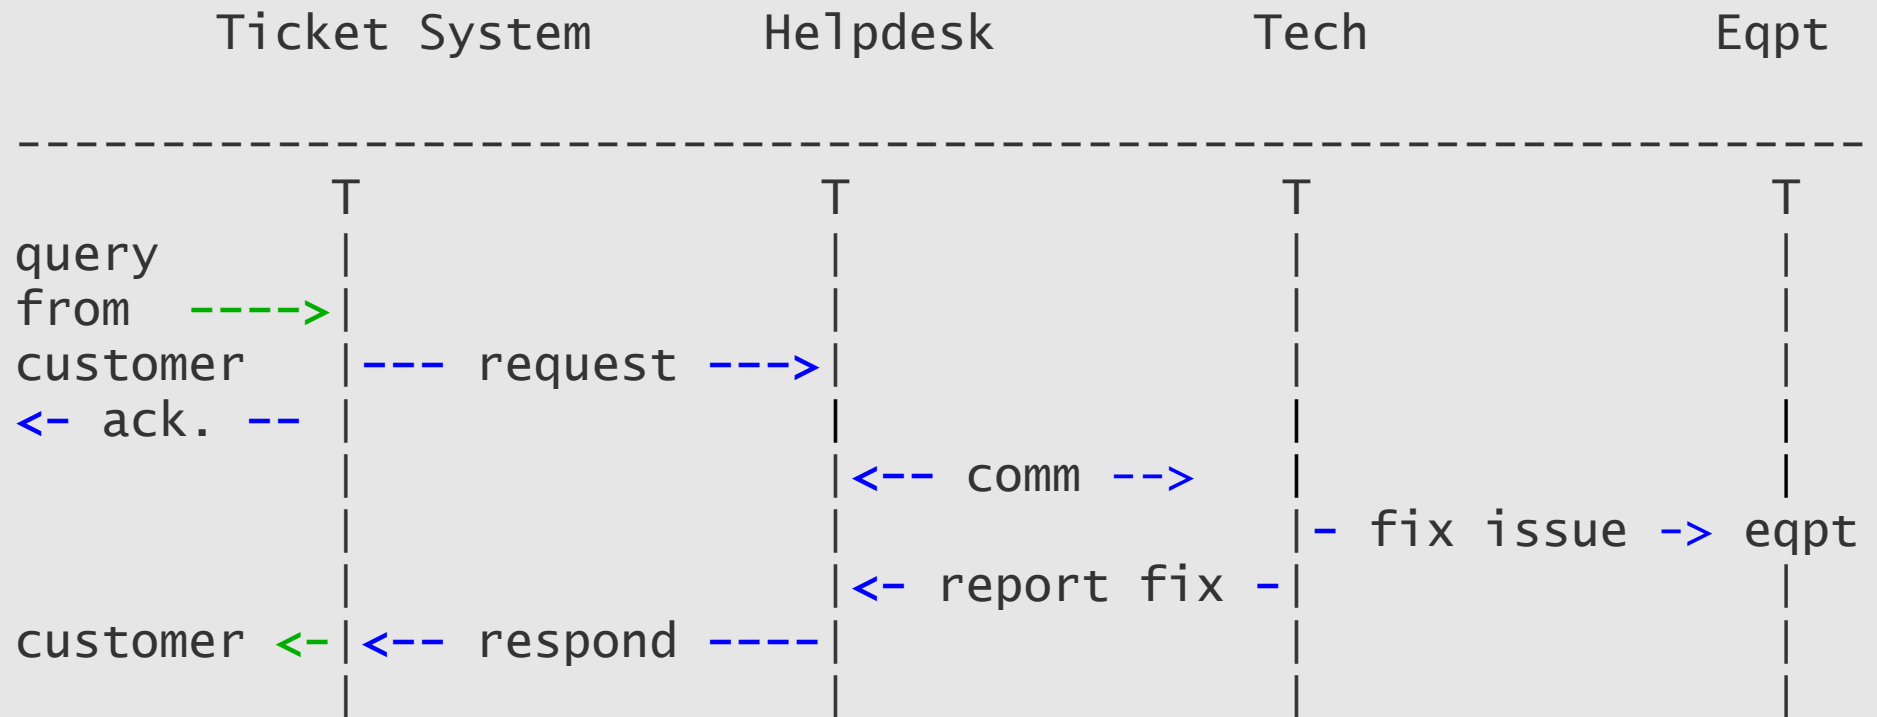 Ticket System Helpdesk Tech Eqpt
----------------------------------------------------------------
T T T T
query | | | |
from ---->| | | |
customer |--- request --->| | |
<- ack. -- | | | |
| |<-- comm --> | |
| | |- fix issue -> eqpt
| |<- report fix -| |
customer <-|<-- respond ----| | |
| | | |